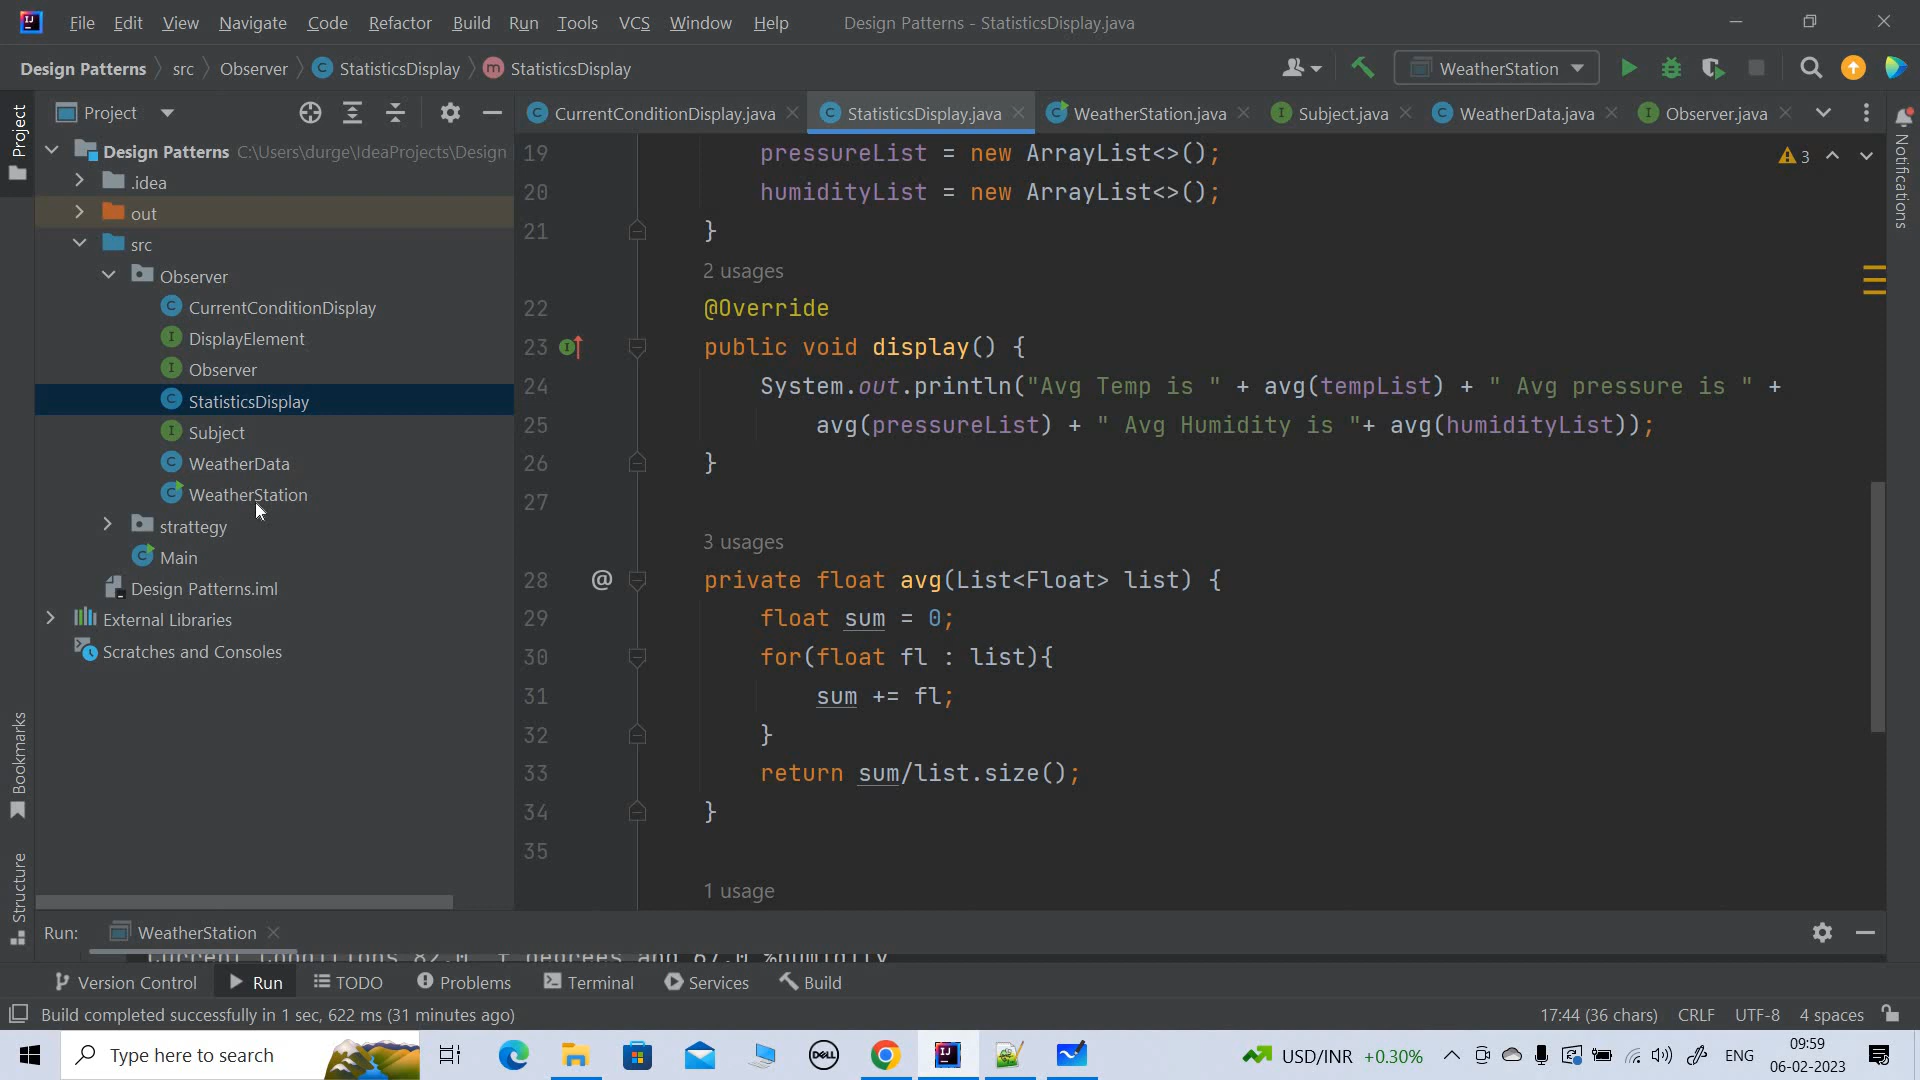 File Edit View Navigate Code Refactor Build Run Tools VCS Window Help Design Patterns - StatisticsDisplay.java
Design Patterns src Observer StatisticsDisplay StatisticsDisplay WeatherStation
Project
Project
CurrentConditionDisplay.java StatisticsDisplay.java WeatherStation.java Subject.java WeatherData.java Observer.java
Notifications
Design Patterns C:\Users\durge\IdeaProjects\Design
.idea
out
src
Observer
CurrentConditionDisplay
DisplayElement
Observer
StatisticsDisplay
Subject
WeatherData
WeatherStation
strattegy
Main
Design Patterns.iml
External Libraries
Scratches and Consoles
Bookmarks
Structure
3
19 pressureList = new ArrayList<>();
20 humidityList = new ArrayList<>();
21 }
2 usages
22 @Override
23 public void display() {
24 System.out.println("Avg Temp is " + avg(tempList) + " Avg pressure is " +
25 avg(pressureList) + " Avg Humidity is "+ avg(humidityList));
26 }
27
3 usages
28 @ private float avg(List<Float> list) {
29 float sum = 0;
30 for(float fl : list){
31 sum += fl;
32 }
33 return sum/list.size();
34 }
35
1 usage
Run: WeatherStation
Version Control Run TODO Problems Terminal Services Build
Build completed successfully in 1 sec, 622 ms (31 minutes ago) 17:44 (36 chars) CRLF UTF-8 4 spaces
Type here to search
DELL
USD/INR +0.30%
ENG
09:59
06-02-2023